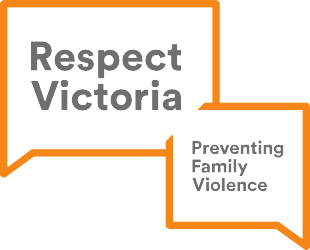 Respect
Victoria
Preventing
Family
Violence